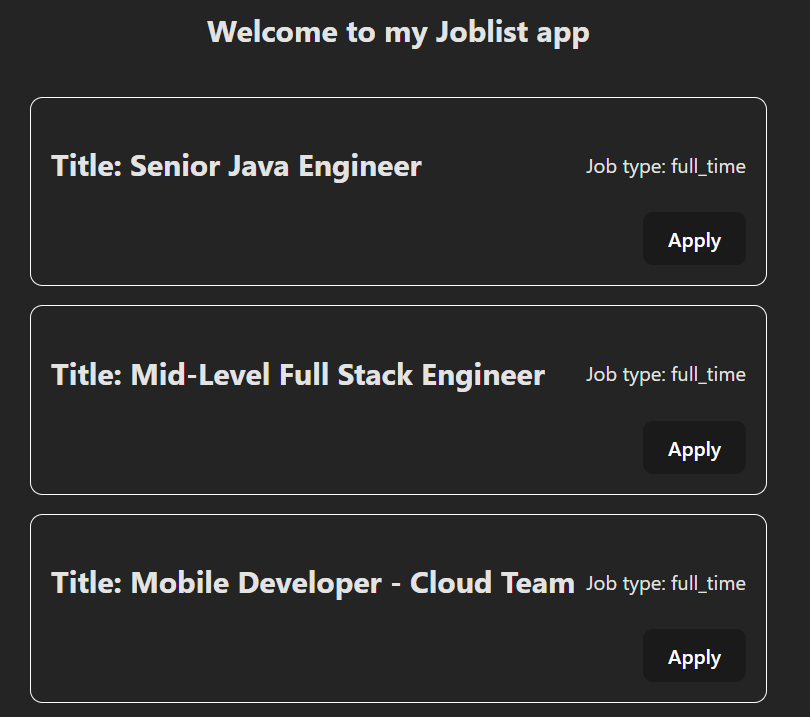 Welcome to my Joblist app
Title: Senior Java Engineer Job type: full_time
Apply
Title: Mid-Level Full Stack Engineer Job type: full_time
Apply
Title: Mobile Developer - Cloud Team Job type: full_time
Apply